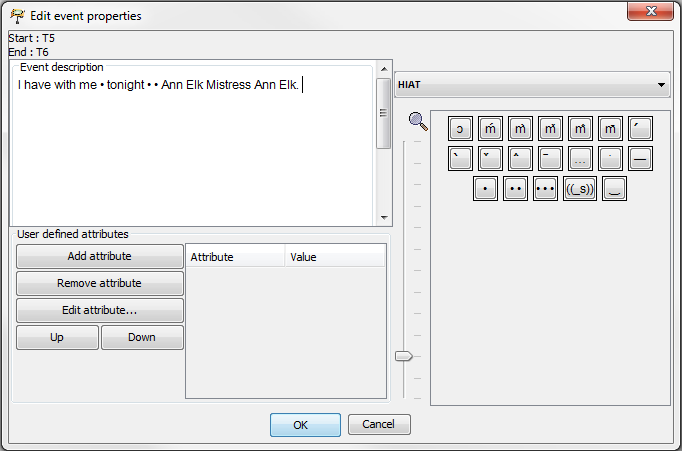 Edit event properties
Start : T5
End : T6
Event description
I have with me • tonight • • Ann Elk Mistress Ann Elk.
HIAT
ɔ ḿ m̀ m̌ m̂ m̄ ˊ
ˋ ˇ ˆ ˉ … ˙ —
• •• ••• ((_s)) ‿
User defined attributes
Add attribute
Remove attribute
Edit attribute...
Up Down
Attribute Value
OK Cancel